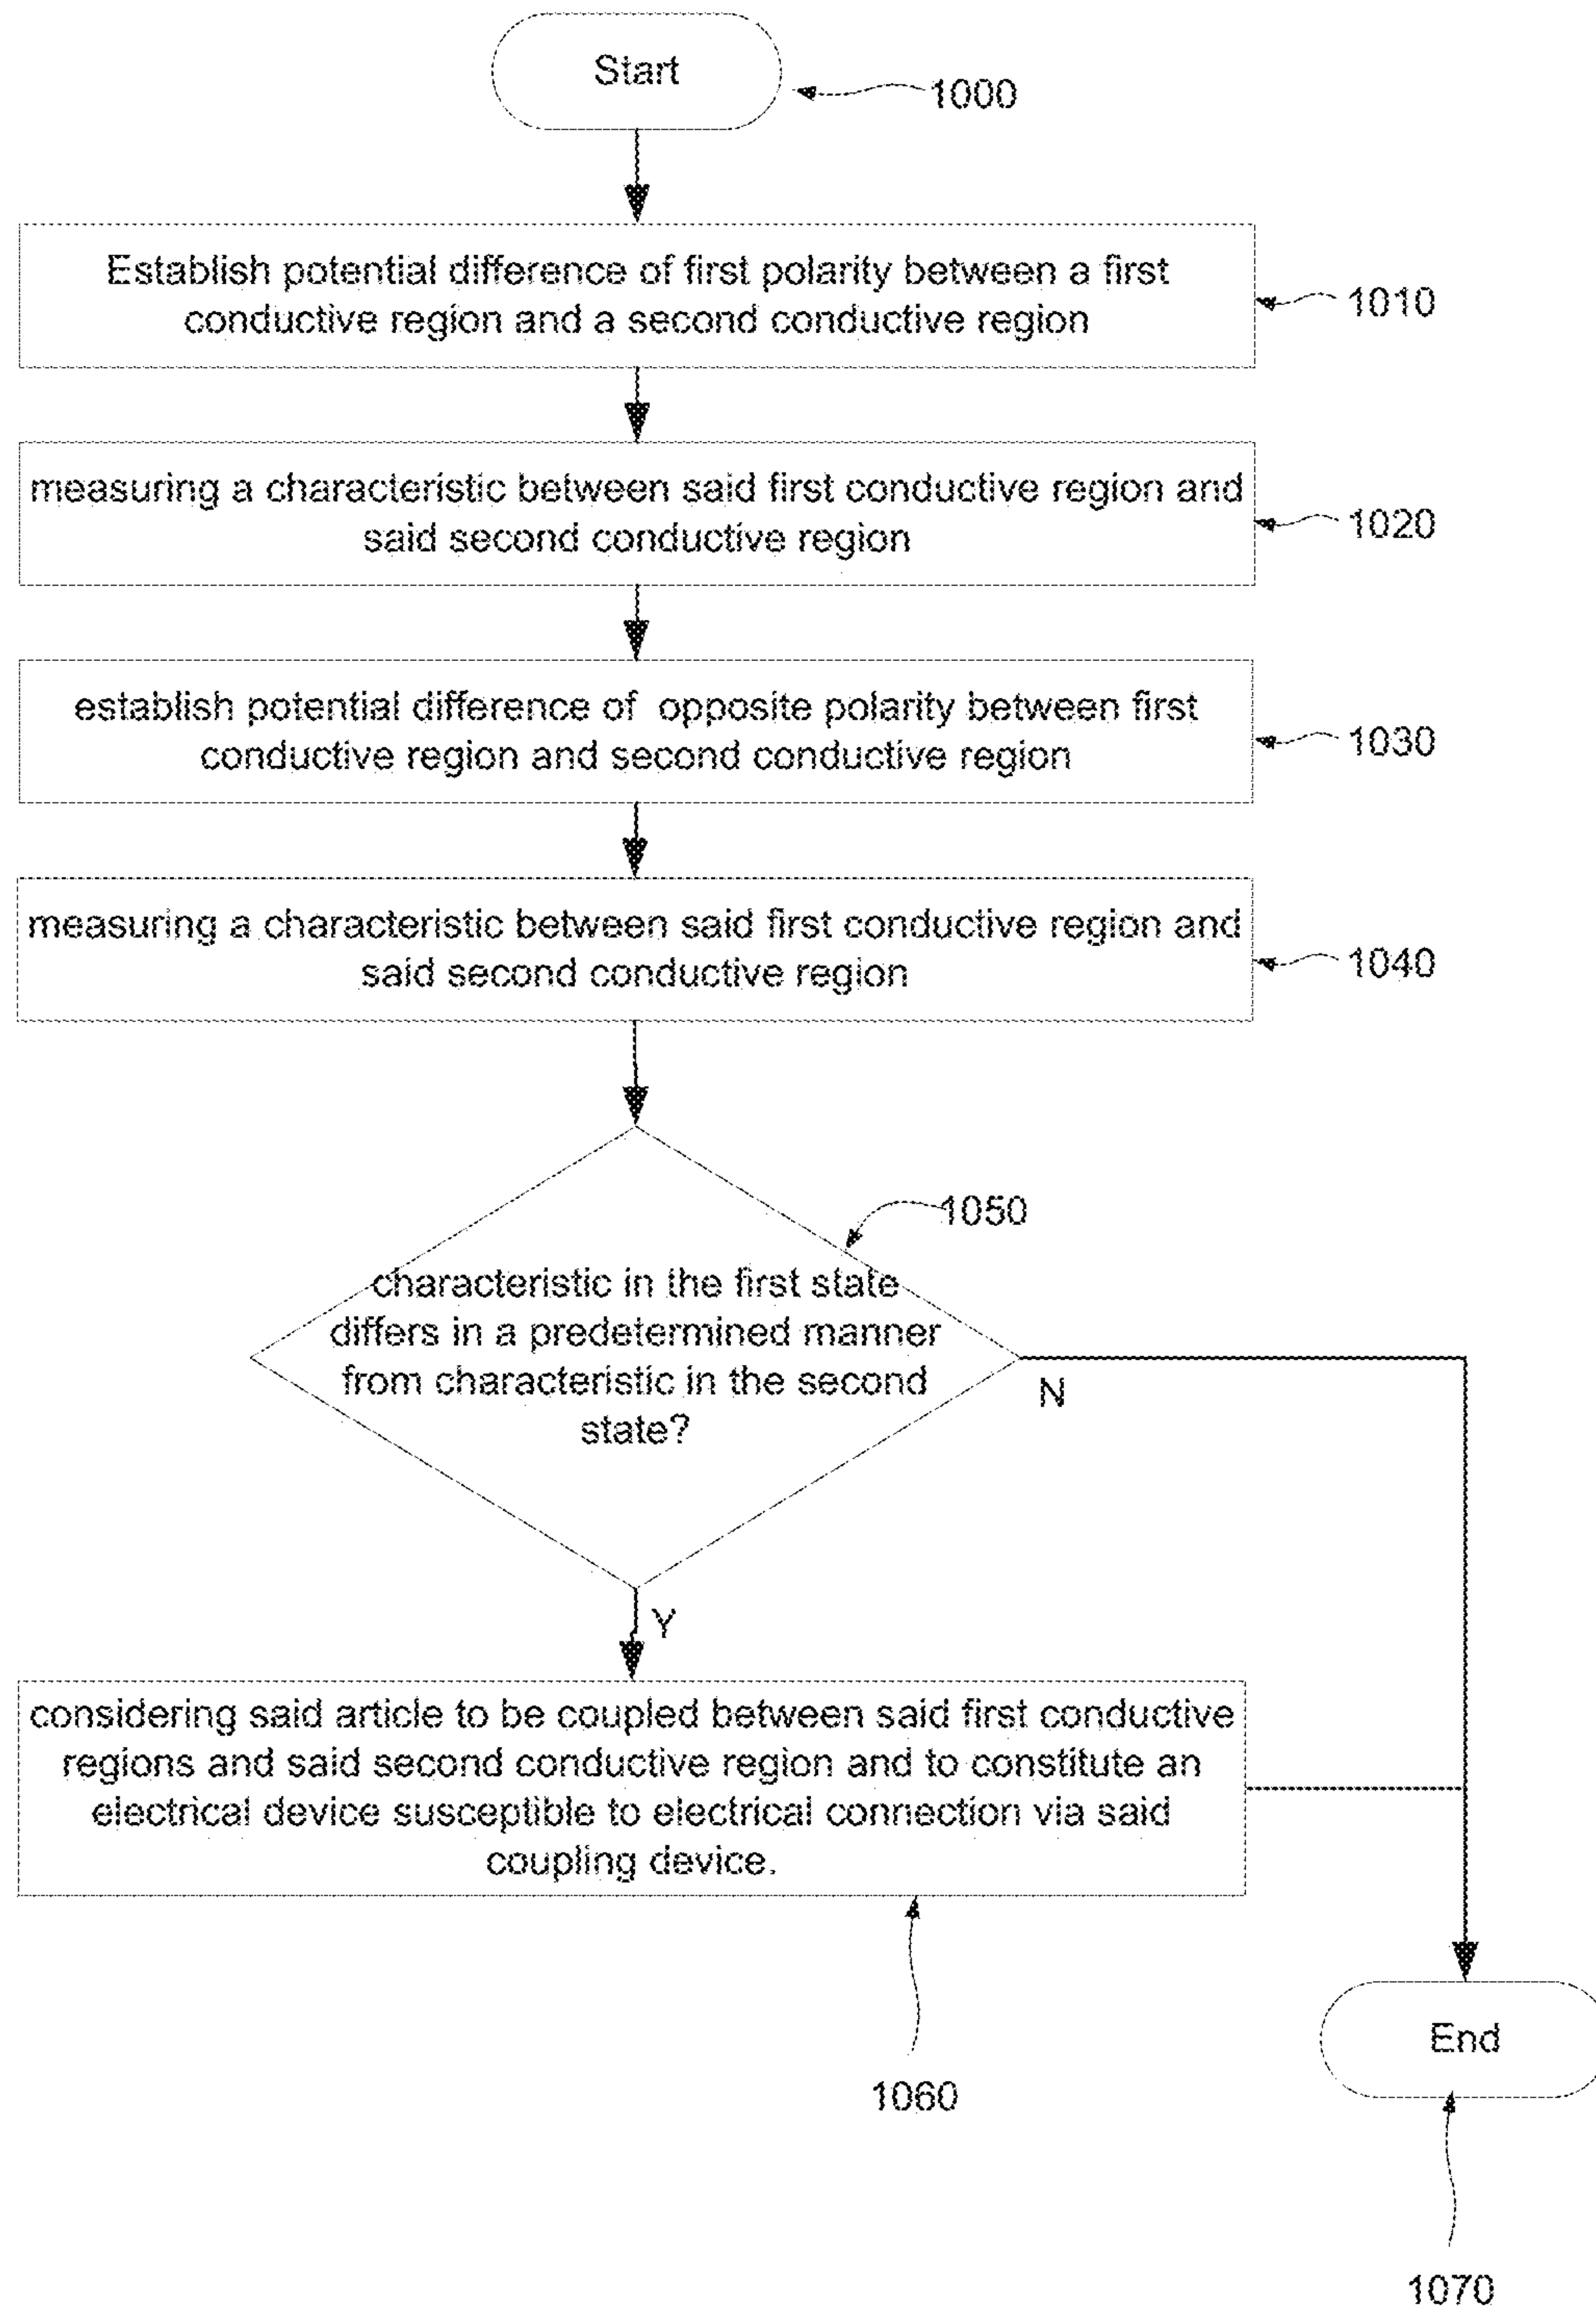 Start
1000
Establish potential difference of first polarity between a first
conductive region and a second conductive region
1010
measuring a characteristic between said first conductive region and
said second conductive region
1020
establish potential difference of opposite polarity between first
conductive region and second conductive region
1030
measuring a characteristic between said first conductive region and
said second conductive region
1040
1050
characteristic in the first state
differs in a predetermined manner
from characteristic in the second
state?
N
Y
considering said article to be coupled between said first conductive
regions and said second conductive region and to constitute an
electrical device susceptible to electrical connection via said
coupling device.
1060
End
1070